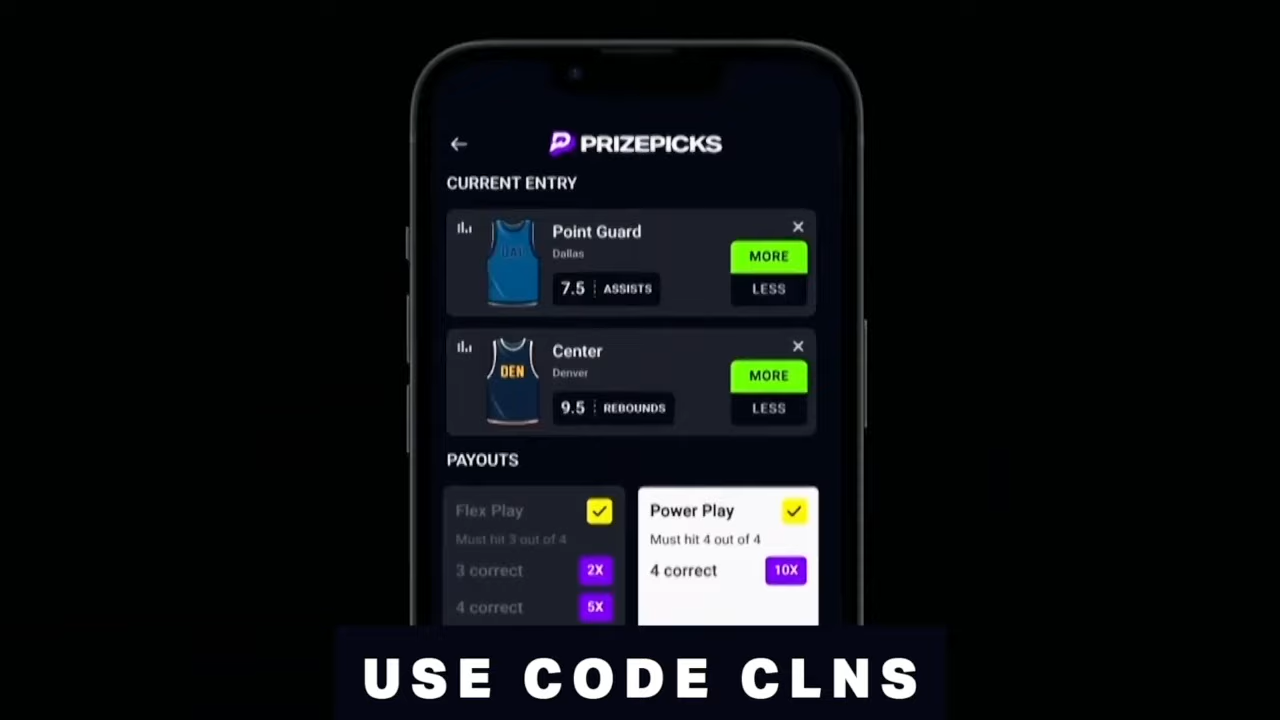 PRIZEPICKS
CURRENT ENTRY
Point Guard
Dallas
DAL
7.5 ASSISTS
MORE
LESS
Center
Denver
DEN
9.5 REBOUNDS
MORE
LESS
PAYOUTS
Flex Play
Must hit 3 out of 4
3 correct 2X
4 correct 5X
Power Play
Must hit 4 out of 4
4 correct 10X
USE CODE CLNS